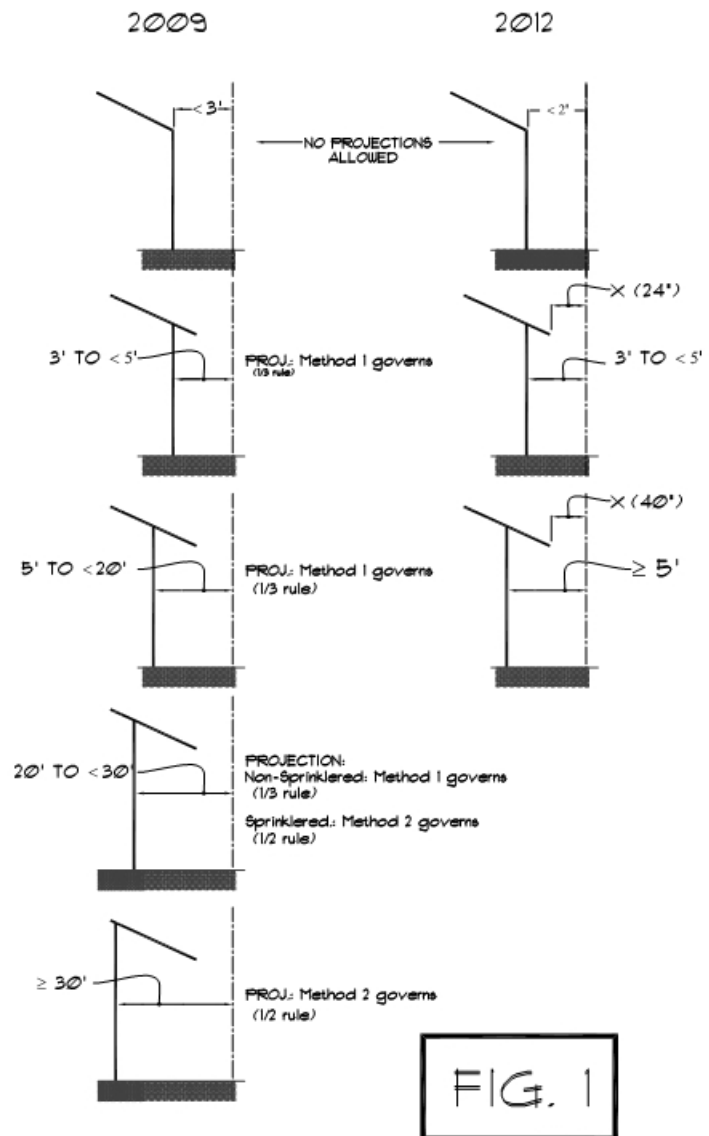 2009
2012
< 3'
< 2"
NO PROJECTIONS
ALLOWED
X (24")
3' TO < 5'
PROJ.: Method 1 governs
(1/3 rule)
3' TO < 5'
X (40")
5' TO < 20'
PROJ.: Method 1 governs
(1/3 rule)
≥ 5'
20' TO < 30'
PROJECTION:
Non-Sprinklered: Method 1 governs
(1/3 rule)
Sprinklered.: Method 2 governs
(1/2 rule)
≥ 30'
PROJ.: Method 2 governs
(1/2 rule)
FIG. 1